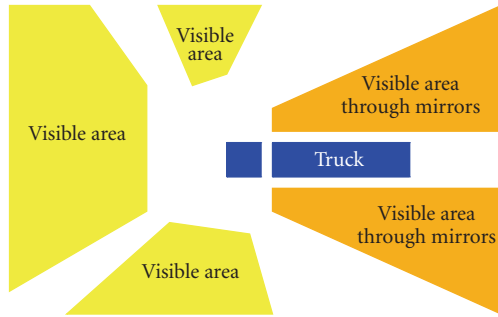 Visible
area
Visible area
through mirrors
Visible area
Truck
Visible area
through mirrors
Visible area